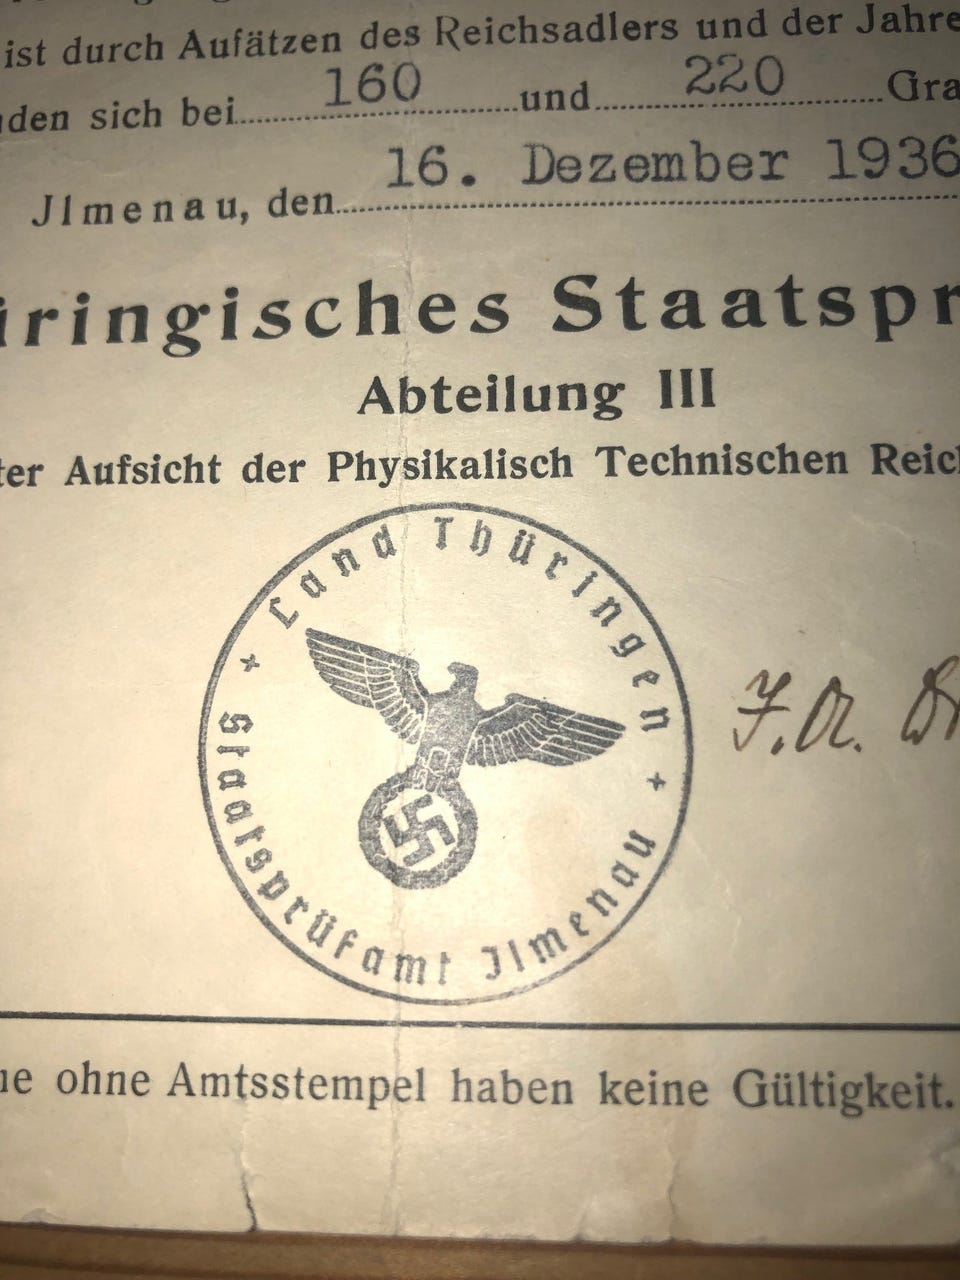 ist durch Aufätzen des Reichsadlers und der Jahre
den sich bei 160 und 220 Gra
Jlmenau, den 16. Dezember 1936
iringisches Staatspr
Abteilung III
ter Aufsicht der Physikalisch Technischen Reich
Land Thüringen
Staatsprüfamt Jlmenau
J.A.
ne ohne Amtsstempel haben keine Gültigkeit.